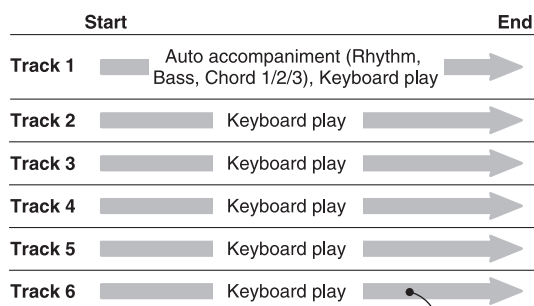 Start End
Track 1 Auto accompaniment (Rhythm,
Bass, Chord 1/2/3), Keyboard play
Track 2 Keyboard play
Track 3 Keyboard play
Track 4 Keyboard play
Track 5 Keyboard play
Track 6 Keyboard play